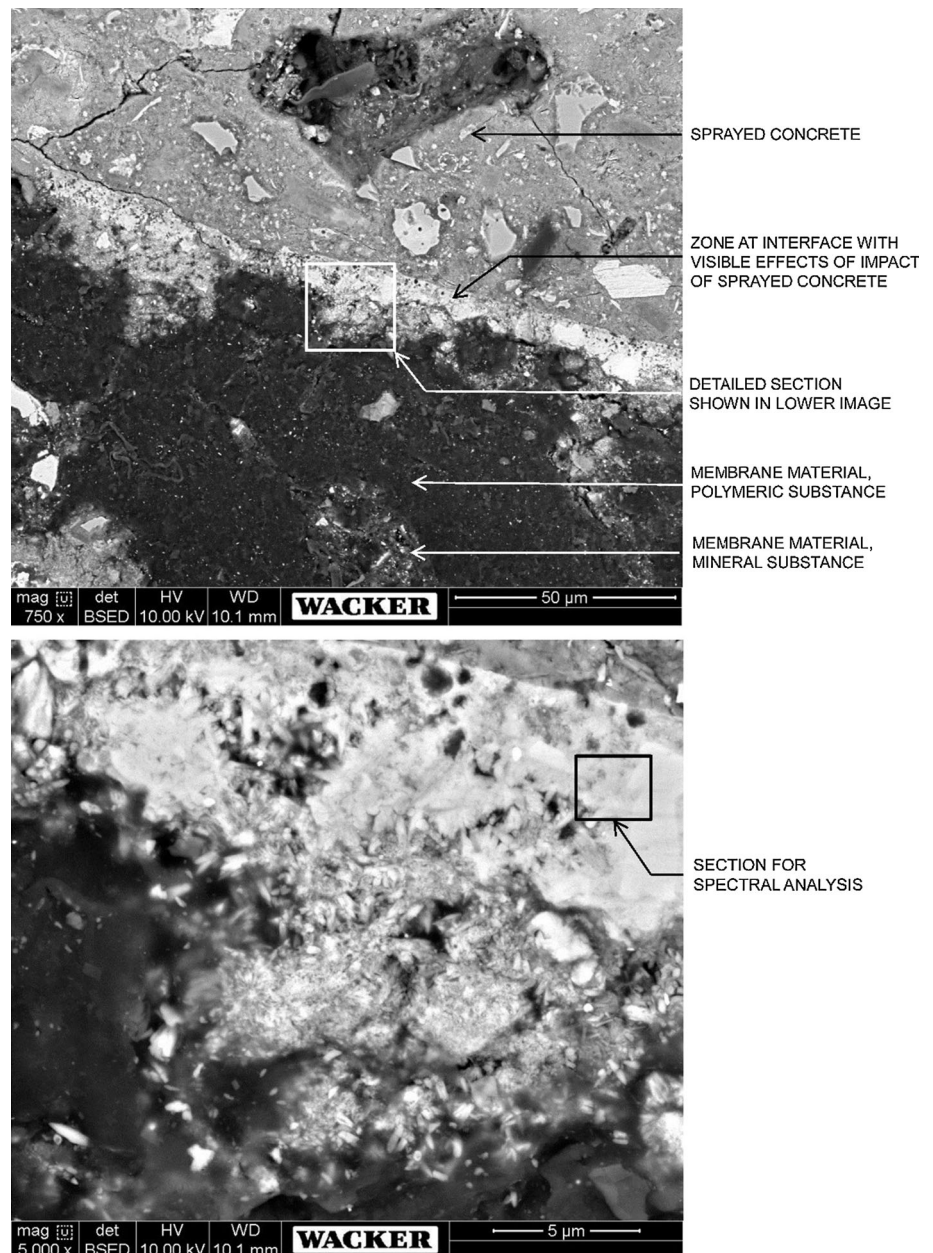 SPRAYED CONCRETE
ZONE AT INTERFACE WITH
VISIBLE EFFECTS OF IMPACT
OF SPRAYED CONCRETE
DETAILED SECTION
SHOWN IN LOWER IMAGE
MEMBRANE MATERIAL,
POLYMERIC SUBSTANCE
MEMBRANE MATERIAL,
MINERAL SUBSTANCE
mag det HV WD
750 x BSED 10.00 kV 10.1 mm
WACKER
50 µm
SECTION FOR
SPECTRAL ANALYSIS
mag det HV WD
5 000 x BSED 10.00 kV 10.1 mm
WACKER
5 µm